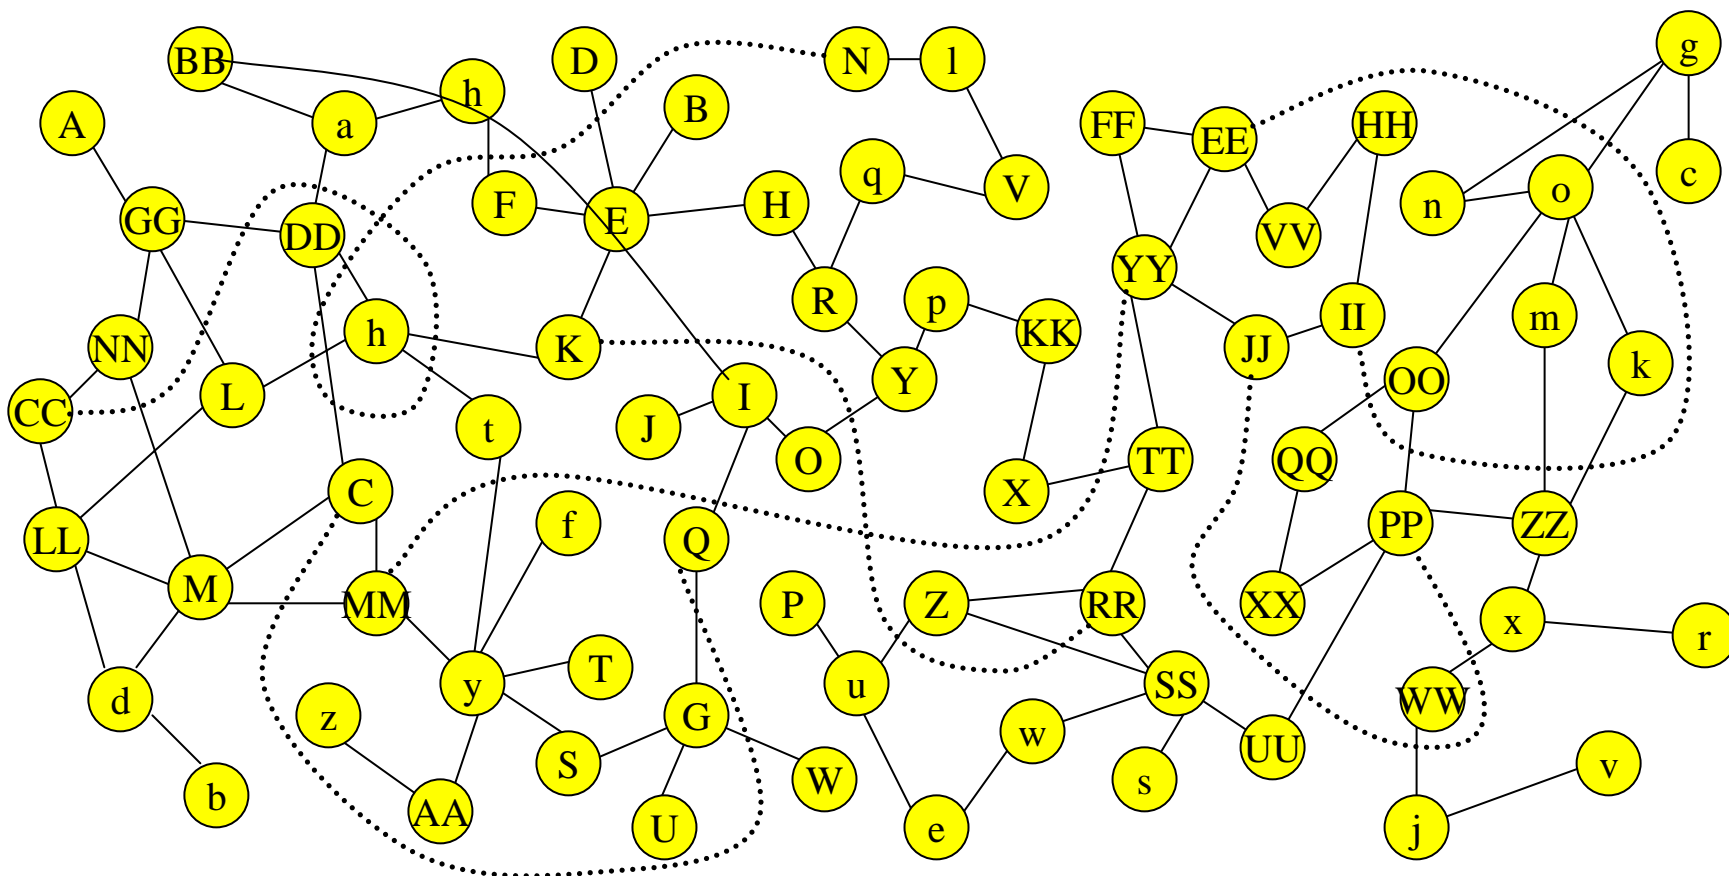 g
BB
D
N
l
h
B
A
a
FF
EE
HH
q
c
V
n
o
F
H
GG
E
DD
VV
YY
R
p
m
II
KK
h
NN
K
JJ
k
Y
OO
L
I
CC
J
t
O
TT
QQ
C
X
f
PP
ZZ
LL
Q
M
MM
P
Z
RR
XX
x
r
T
y
u
SS
d
WW
z
G
w
S
UU
v
W
s
b
AA
U
e
j